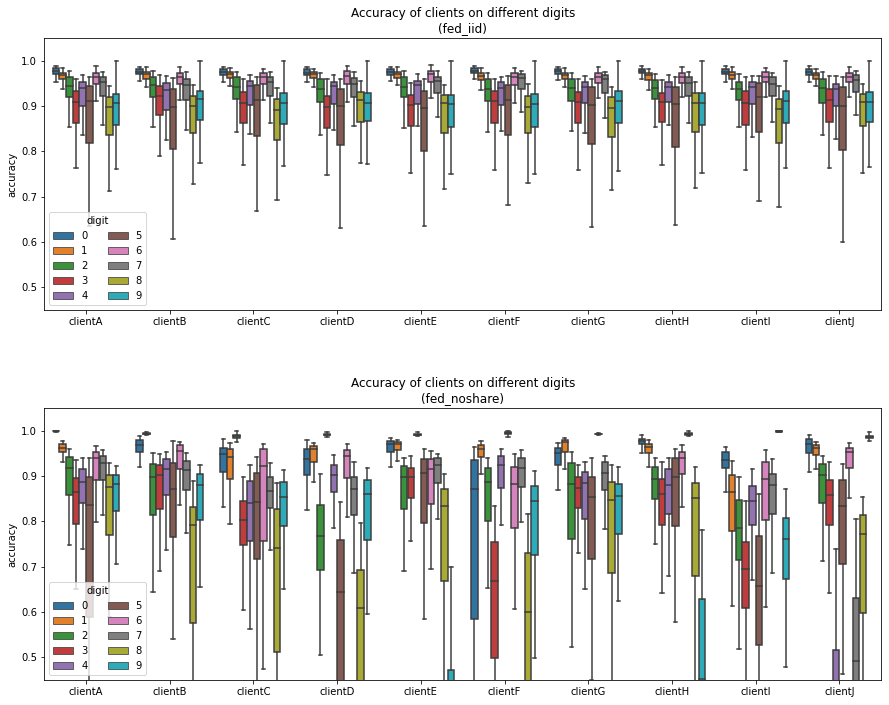 Accuracy of clients on different digits
(fed_iid)
accuracy
1.0
0.9
0.8
0.7
0.6
0.5
digit
0 5
1 6
2 7
3 8
4 9
clientA clientB clientC clientD clientE clientF clientG clientH clientI clientJ
Accuracy of clients on different digits
(fed_noshare)
accuracy
1.0
0.9
0.8
0.7
0.6
0.5
digit
0 5
1 6
2 7
3 8
4 9
clientA clientB clientC clientD clientE clientF clientG clientH clientI clientJ